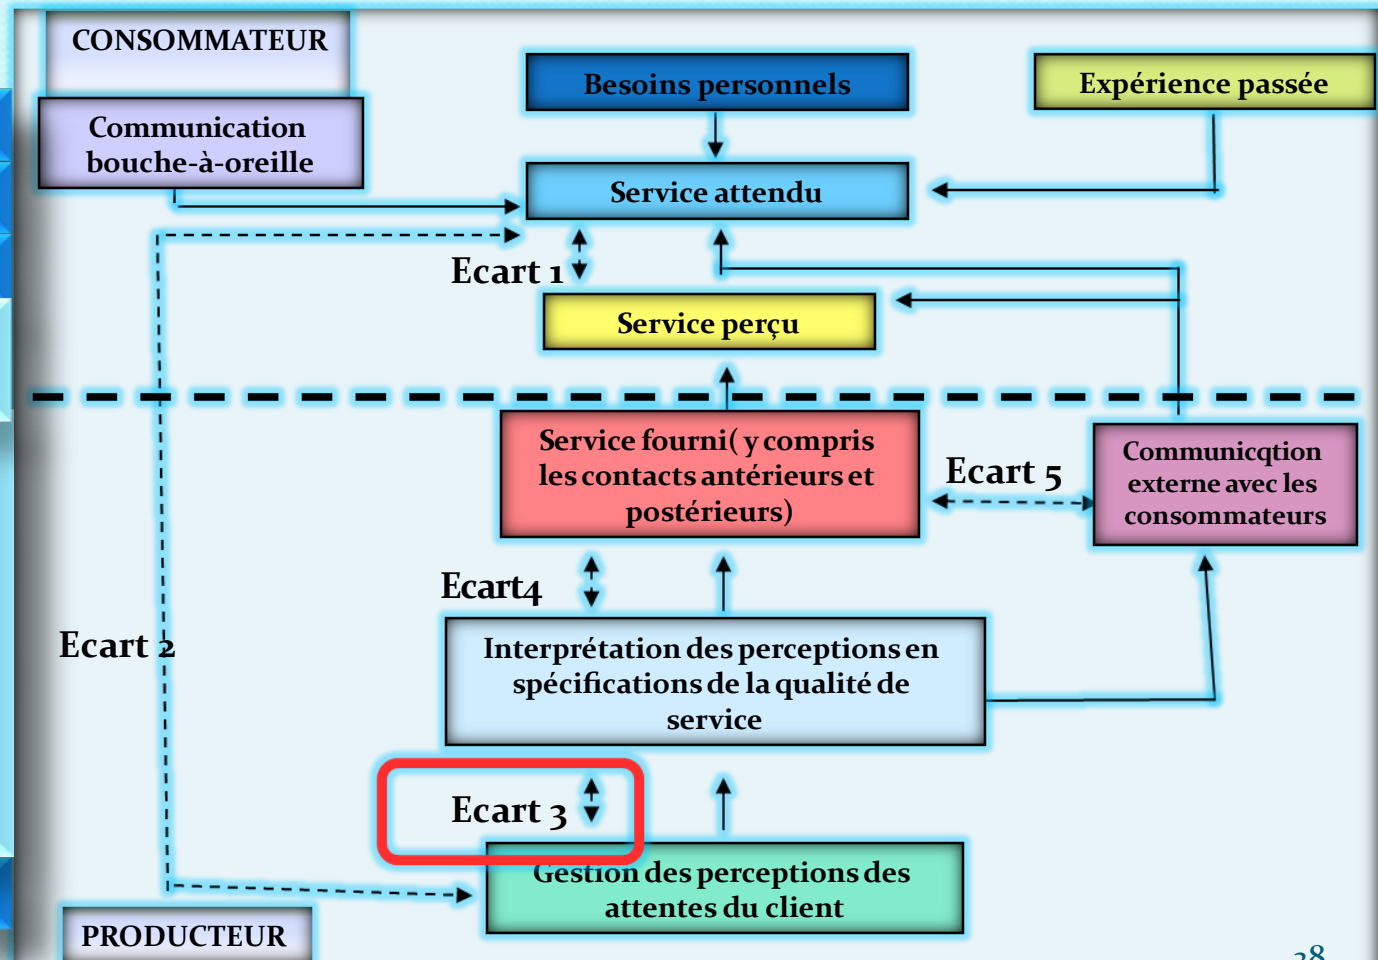 CONSOMMATEUR
Besoins personnels
Expérience passée
Communication
bouche-à-oreille
Service attendu
Ecart 1
Service perçu
Service fourni( y compris
les contacts antérieurs et
postérieurs)
Ecart 5
Communicqtion
externe avec les
consommateurs
Ecart4
Ecart 2
Interprétation des perceptions en
spécifications de la qualité de
service
Ecart 3
Gestion des perceptions des
attentes du client
PRODUCTEUR